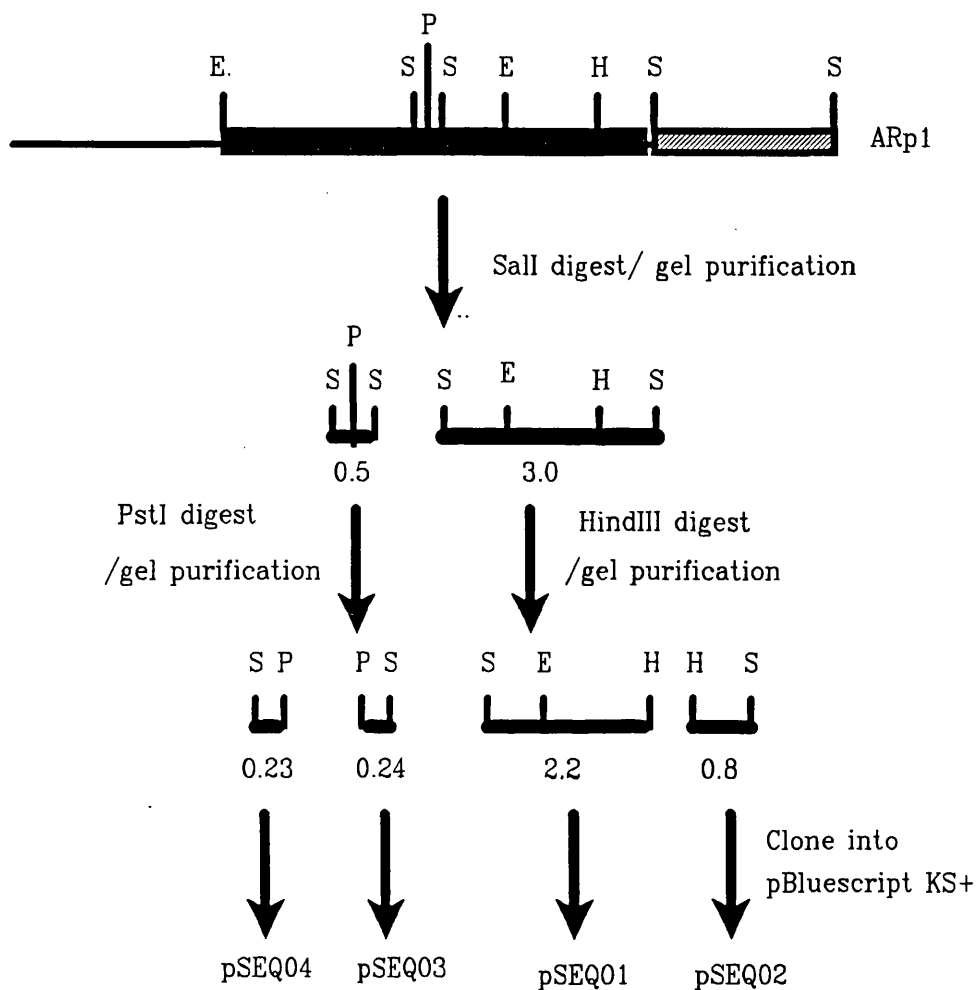 P
E. S S E H S S
ARp1
SalI digest/ gel purification
P
S S S E H S
0.5 3.0
PstI digest
/gel purification
HindIII digest
/gel purification
S P P S S E H H S
0.23 0.24 2.2 0.8
Clone into
pBluescript KS+
pSEQ04 pSEQ03 pSEQ01 pSEQ02